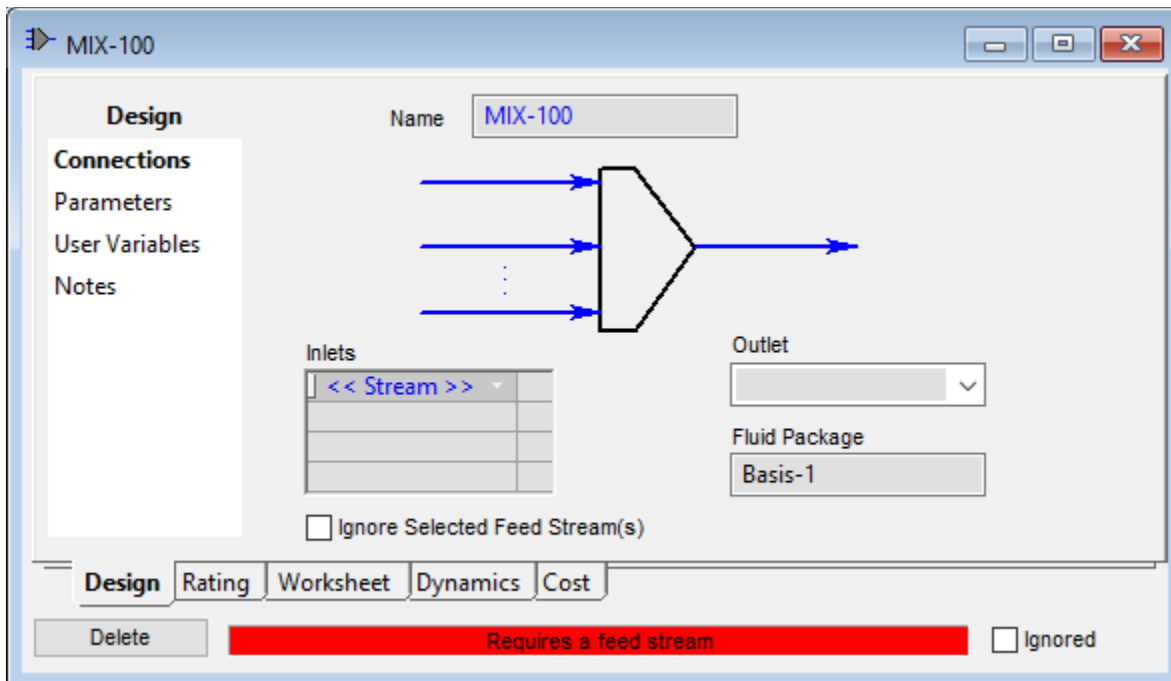 MIX-100
Design
Name MIX-100
Connections
Parameters
User Variables
Notes
Inlets
<< Stream >>
Outlet
Fluid Package
Basis-1
Ignore Selected Feed Stream(s)
Design Rating Worksheet Dynamics Cost
Delete Requires a feed stream Ignored